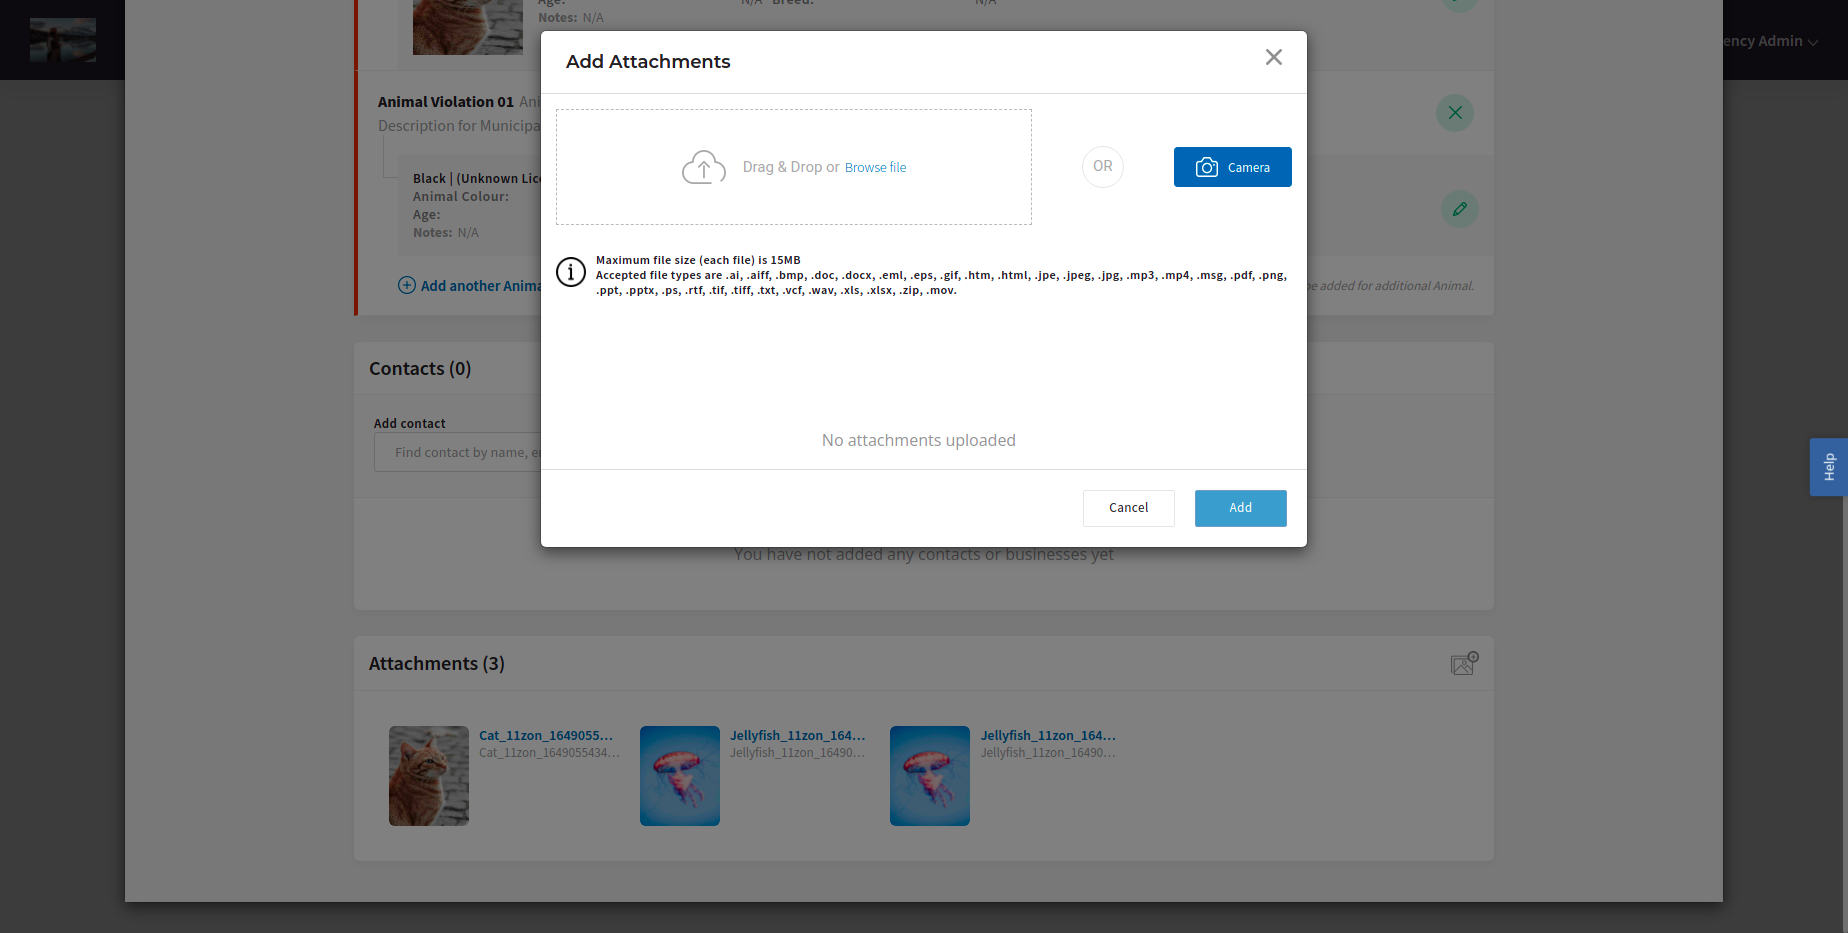 Age: N/A Breed: N/A
Notes: N/A
ency Admin
Add Attachments
Animal Violation 01 Ani
Description for Municipa
Drag & Drop or Browse file
OR
Camera
Black | (Unknown Lice
Animal Colour:
Age:
Notes: N/A
Maximum file size (each file) is 15MB
Accepted file types are .ai, .aiff, .bmp, .doc, .docx, .eml, .eps, .gif, .htm, .html, .jpe, .jpeg, .jpg, .mp3, .mp4, .msg, .pdf, .png,
.ppt, .pptx, .ps, .rtf, .tif, .tiff, .txt, .vcf, .wav, .xls, .xlsx, .zip, .mov.
Add another Anima
be added for additional Animal.
Contacts (0)
Add contact
Find contact by name, e
No attachments uploaded
Help
Cancel
Add
You have not added any contacts or businesses yet
Attachments (3)
Cat_11zon_1649055...
Cat_11zon_1649055434...
Jellyfish_11zon_164...
Jellyfish_11zon_16490...
Jellyfish_11zon_164...
Jellyfish_11zon_16490...